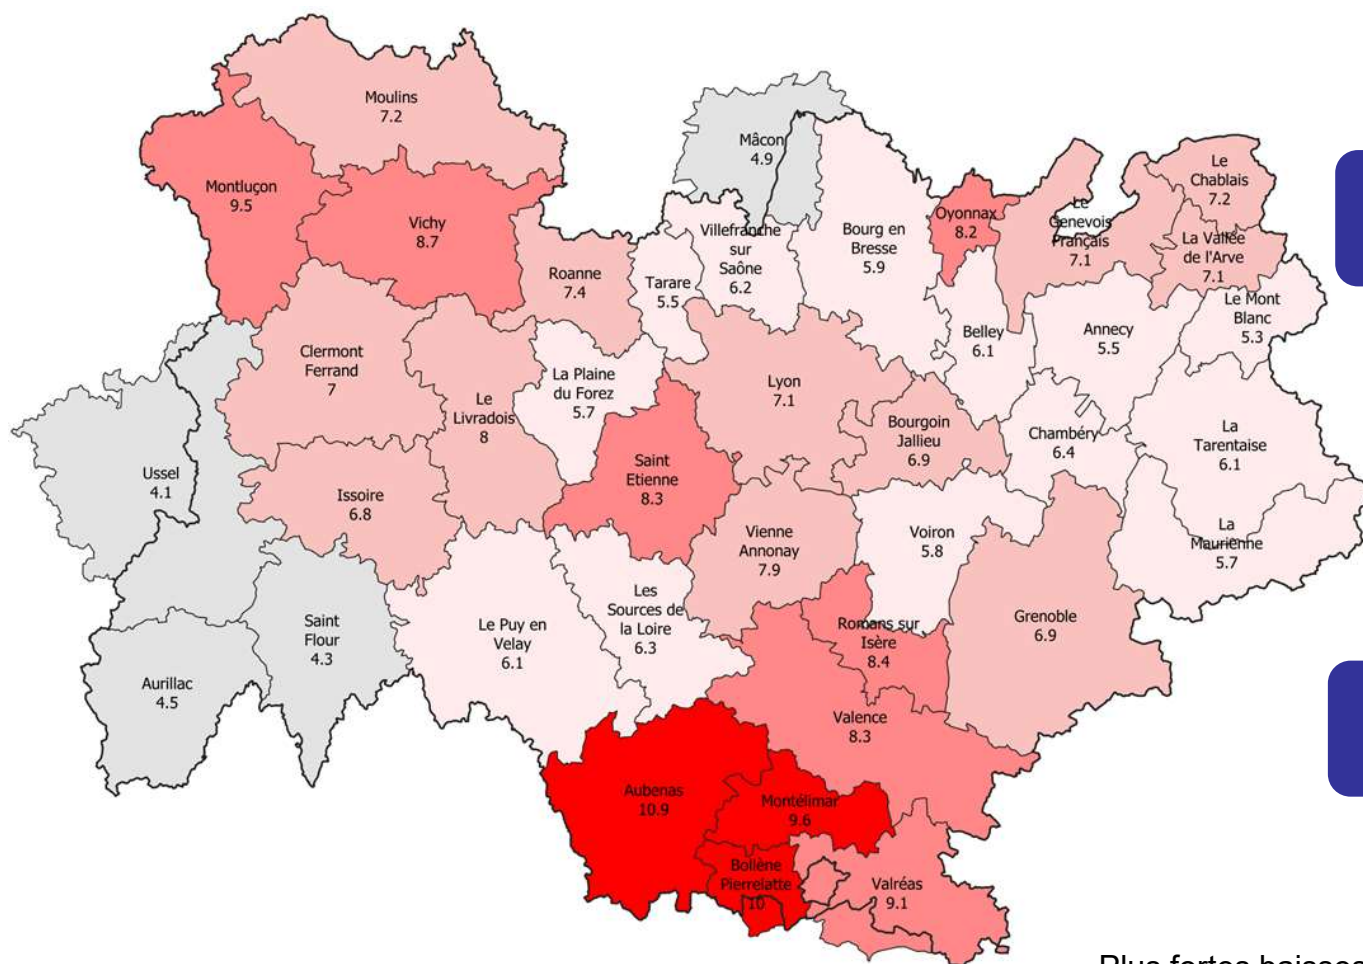 Moulins
7.2
Mâcon
4.9
Le
Chablais
7.2
Montluçon
9.5
Vichy
8.7
Villefranche
sur
Saône
6.2
Bourg en
Bresse
5.9
Oyonnax
8.2
Le
Genevois
Français
7.1
La Vallée
de l'Arve
7.1
Roanne
7.4
Tarare
5.5
Le Mont
Blanc
5.3
Belley
6.1
Annecy
5.5
Clermont
Ferrand
7
La Plaine
du Forez
5.7
Lyon
7.1
Le
Livradois
8
Bourgoin
Jallieu
6.9
Chambéry
6.4
La
Tarentaise
6.1
Ussel
4.1
Issoire
6.8
Saint
Etienne
8.3
Vienne
Annonay
7.9
Voiron
5.8
La
Maurienne
5.7
Saint
Flour
4.3
Le Puy en
Velay
6.1
Les
Sources de
la Loire
6.3
Romans sur
Isère
8.4
Grenoble
6.9
Aurillac
4.5
Valence
8.3
Aubenas
10.9
Montélimar
9.6
Bollène
Pierrelatte
10
Valréas
9.1
Plus fortes baisses